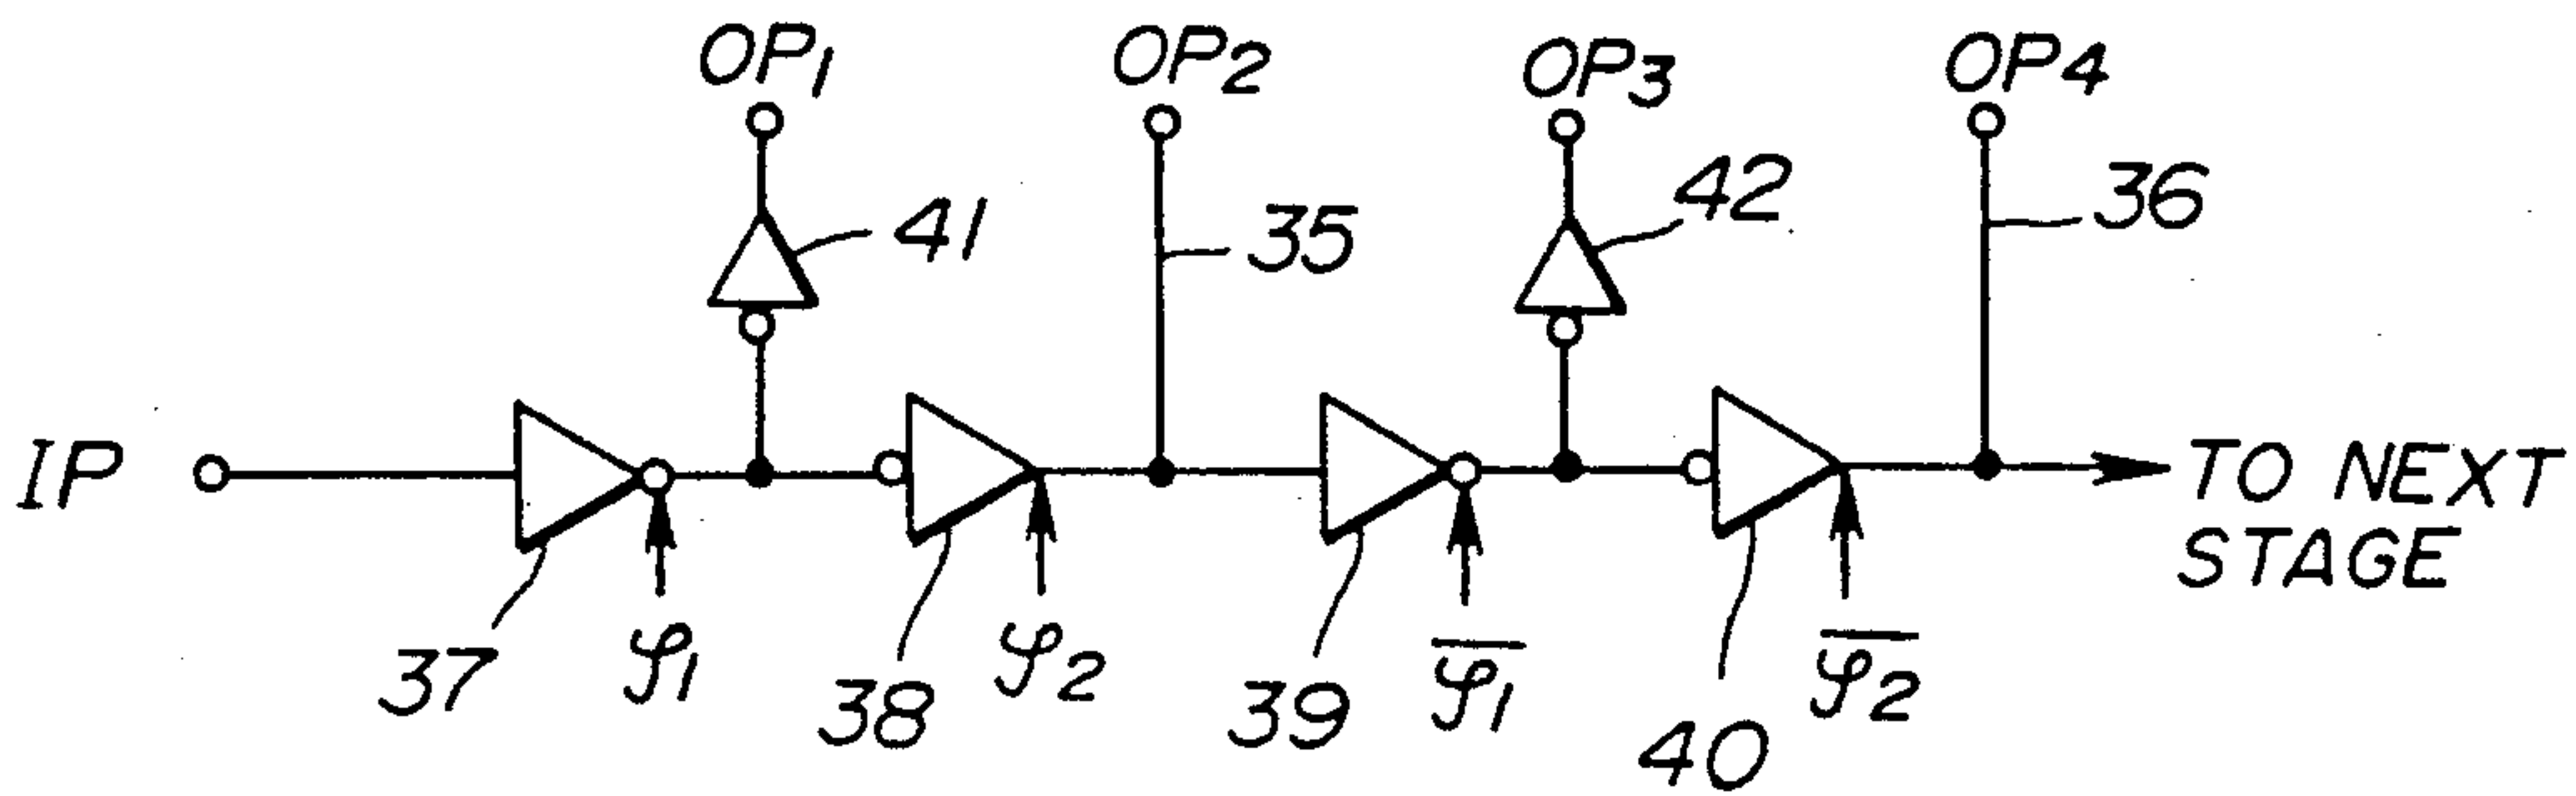 OP1
OP2
OP3
OP4
41
35
42
36
IP
TO NEXT
STAGE
37
φ1
38
φ2
39
φ̅1̅
40
φ̅2̅